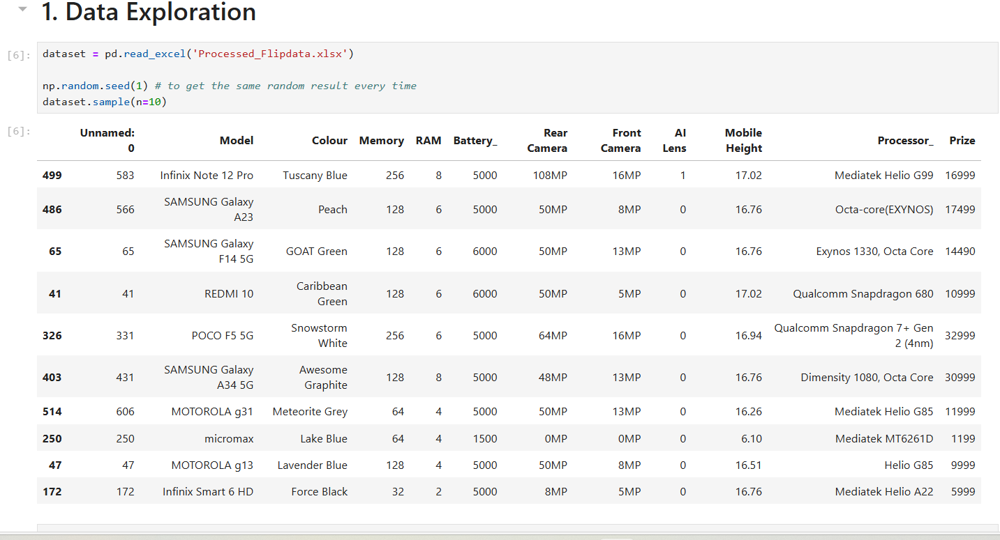 1. Data Exploration
[6]:
dataset = pd.read_excel('Processed_Flipdata.xlsx')
np.random.seed(1) # to get the same random result every time
dataset.sample(n=10)
[6]:
Unnamed: 0 Model Colour Memory RAM Battery_ Rear Camera Front Camera AI Lens Mobile Height Processor_ Prize
499 583 Infinix Note 12 Pro Tuscany Blue 256 8 5000 108MP 16MP 1 17.02 Mediatek Helio G99 16999
486 566 SAMSUNG Galaxy A23 Peach 128 6 5000 50MP 8MP 0 16.76 Octa-core(EXYNOS) 17499
65 65 SAMSUNG Galaxy F14 5G GOAT Green 128 6 6000 50MP 13MP 0 16.76 Exynos 1330, Octa Core 14490
41 41 REDMI 10 Caribbean Green 128 6 6000 50MP 5MP 0 17.02 Qualcomm Snapdragon 680 10999
326 331 POCO F5 5G Snowstorm White 256 6 5000 64MP 16MP 0 16.94 Qualcomm Snapdragon 7+ Gen 2 (4nm) 32999
403 431 SAMSUNG Galaxy A34 5G Awesome Graphite 128 8 5000 48MP 13MP 0 16.76 Dimensity 1080, Octa Core 30999
514 606 MOTOROLA g31 Meteorite Grey 64 4 5000 50MP 13MP 0 16.26 Mediatek Helio G85 11999
250 250 micromax Lake Blue 64 4 1500 0MP 0MP 0 6.10 Mediatek MT6261D 1199
47 47 MOTOROLA g13 Lavender Blue 128 4 5000 50MP 8MP 0 16.51 Helio G85 9999
172 172 Infinix Smart 6 HD Force Black 32 2 5000 8MP 5MP 0 16.76 Mediatek Helio A22 5999